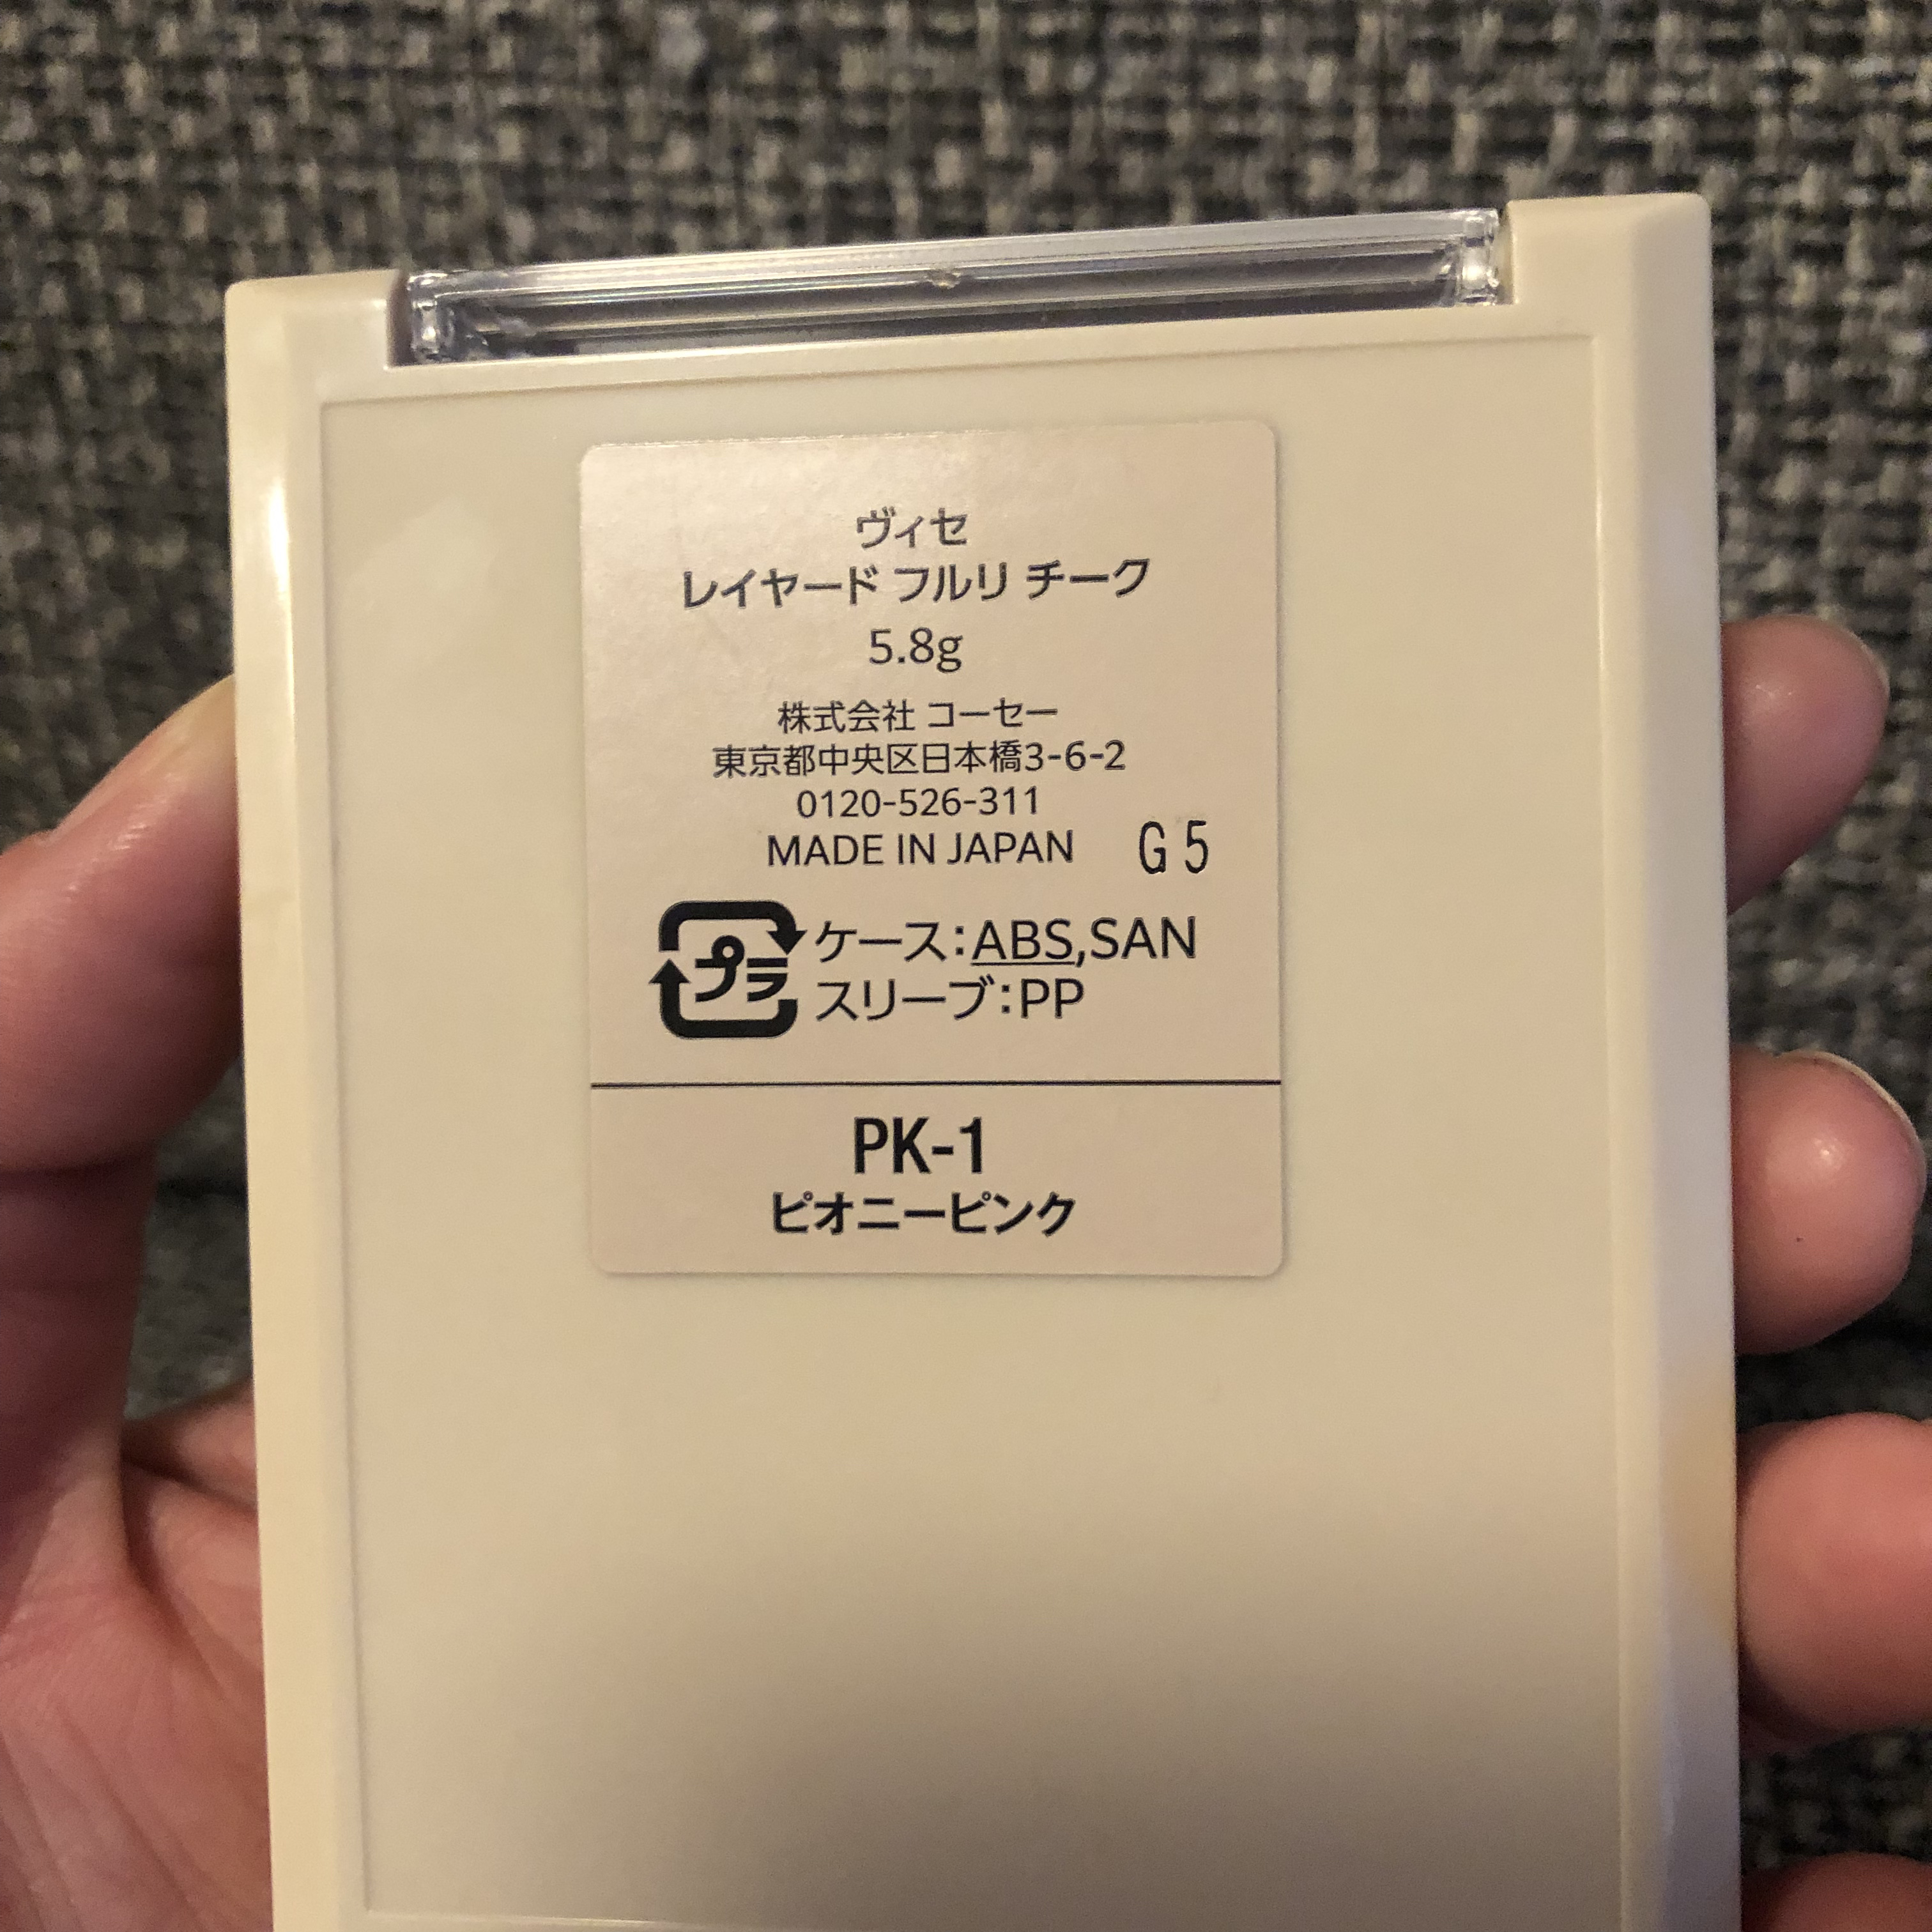 ヴィセ
レイヤード フルリ チーク
5.8g
株式会社 コーセー
東京都中央区日本橋3-6-2
0120-526-311
MADE IN JAPAN G5
プラ ケース:ABS,SAN
スリーブ:PP
PK-1
ピオニーピンク